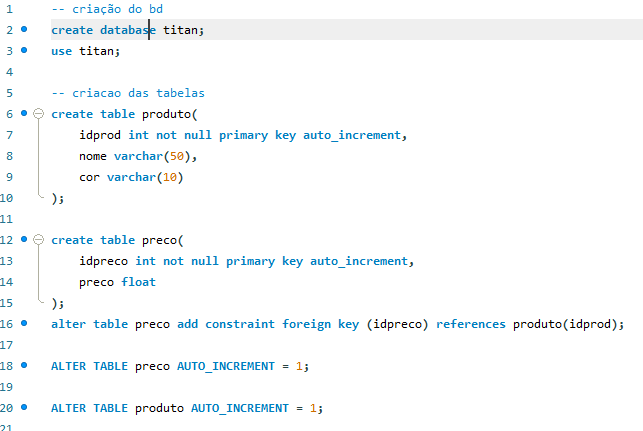 1 -- criação do bd
2 create database titan;
3 use titan;
4
5 -- criacao das tabelas
6 create table produto(
7 idprod int not null primary key auto_increment,
8 nome varchar(50),
9 cor varchar(10)
10 );
11
12 create table preco(
13 idpreco int not null primary key auto_increment,
14 preco float
15 );
16 alter table preco add constraint foreign key (idpreco) references produto(idprod);
17
18 ALTER TABLE preco AUTO_INCREMENT = 1;
19
20 ALTER TABLE produto AUTO_INCREMENT = 1;
21